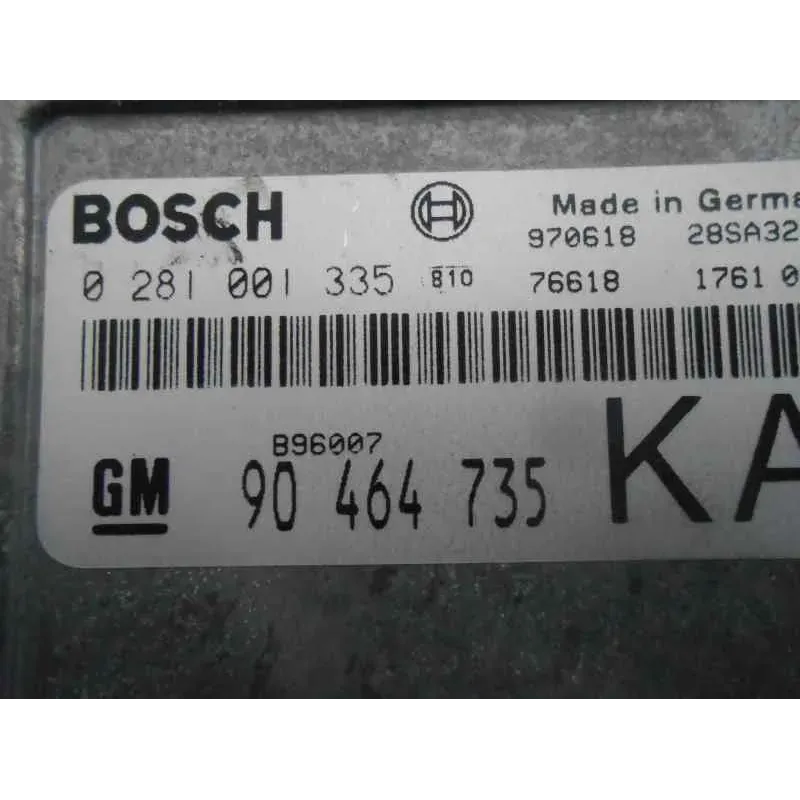 BOSCH Made in Germa
970618 28SA32
0 281 001 335 B10 76618 1761 0
B96007
GM 90 464 735 KA